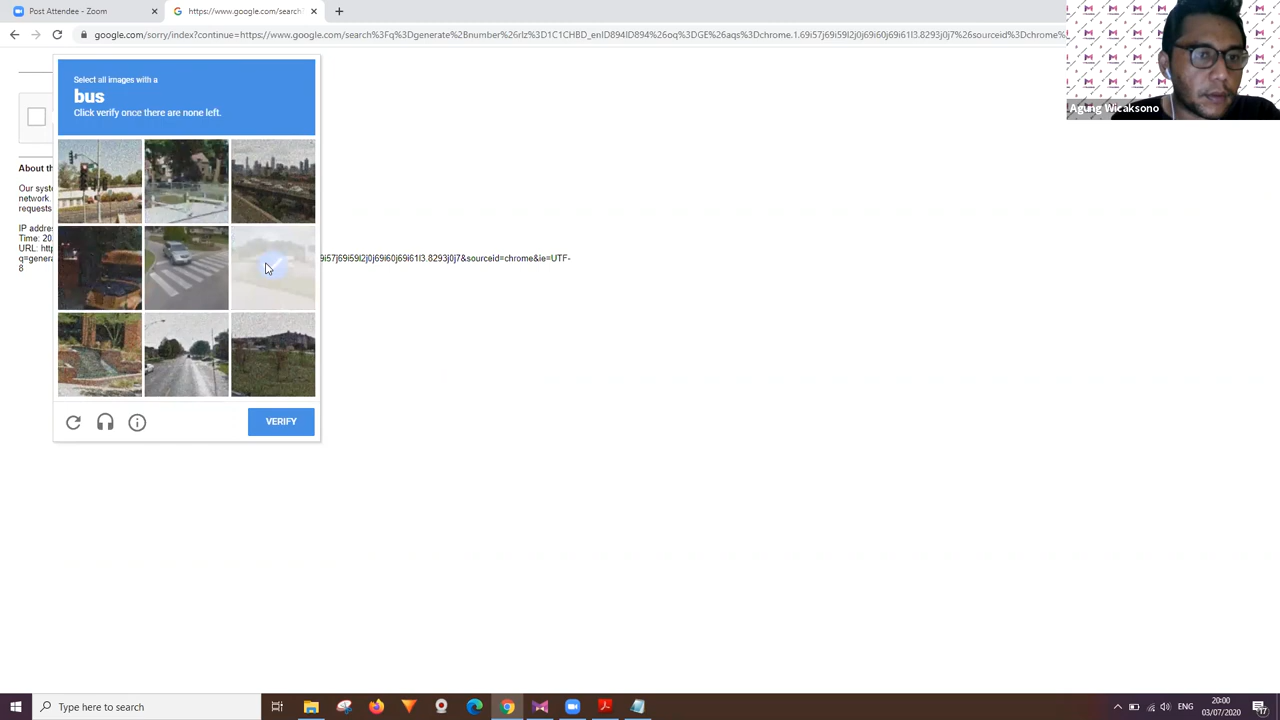 Post Attendee - Zoom
https://www.google.com/search?
google.com/sorry/index?continue=https://www.google.com/search%3Fq%3Dgenerate%2Bnumber%26rlz%3D1C1CHBD_enID894ID894%26oq%3DGE%26aqs%3Dchrome.1.69i57j69i59l2j0j69i60j69i61l3.8293j0j7%26sourceid%3Dchrome%
Agung Wicaksono
Select all images with a
bus
Click verify once there are none left.
About th
Our syste
network.
requests
IP addres
Time: 20
URL: http
9i57j69i59l2j0j69i60j69i61l3.8293j0j7&sourceid=chrome&ie=UTF-
q=genera
8
VERIFY
Type here to search
ENG
20:00
03/07/2020
17